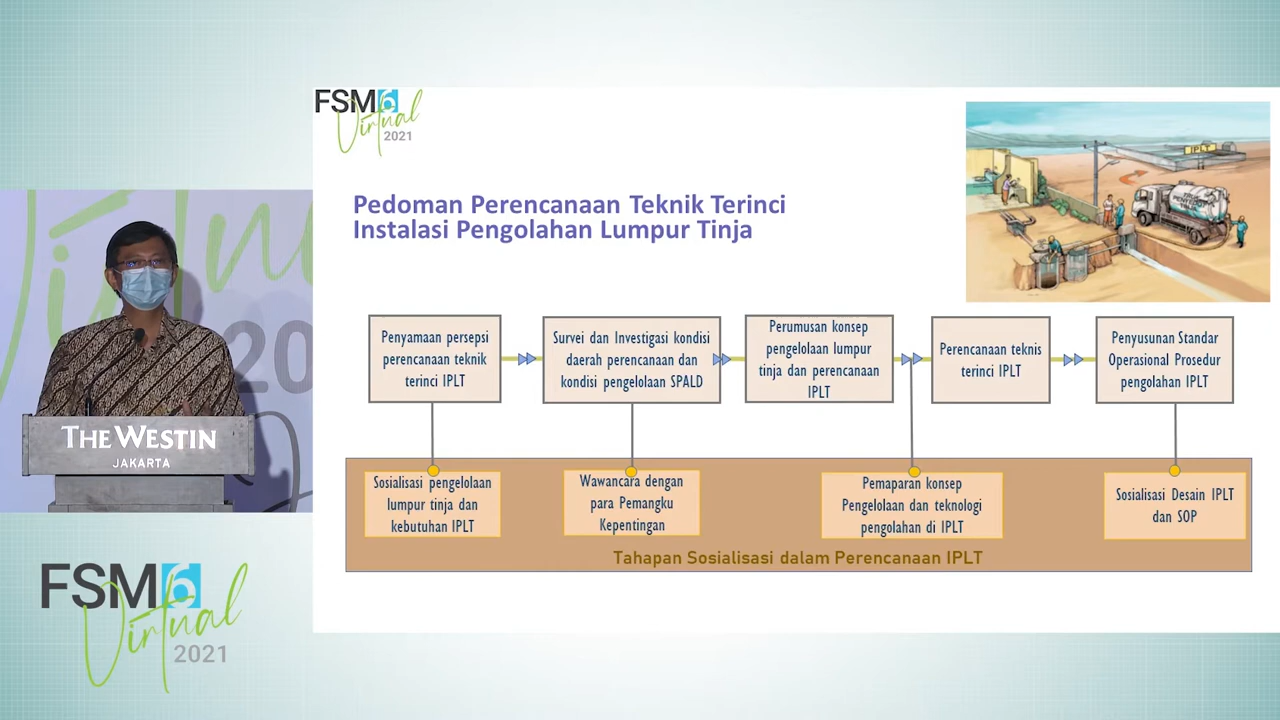 FSM6
Virtual
2021
IPLT
Pedoman Perencanaan Teknik Terinci
Instalasi Pengolahan Lumpur Tinja
Penyamaan persepsi
perencanaan teknik
terinci IPLT
Survei dan Investigasi kondisi
daerah perencanaan dan
kondisi pengelolaan SPALD
Perumusan konsep
pengelolaan lumpur
tinja dan perencanaan
IPLT
Perencanaan teknis
terinci IPLT
Penyusunan Standar
Operasional Prosedur
pengolahan IPLT
Sosialisasi pengelolaan
lumpur tinja dan
kebutuhan IPLT
Wawancara dengan
para Pemangku
Kepentingan
Pemaparan konsep
Pengelolaan dan teknologi
pengolahan di IPLT
Sosialisasi Desain IPLT
dan SOP
Tahapan Sosialisasi dalam Perencanaan IPLT
20
THE WESTIN
JAKARTA
FSM6
Virtual
2021